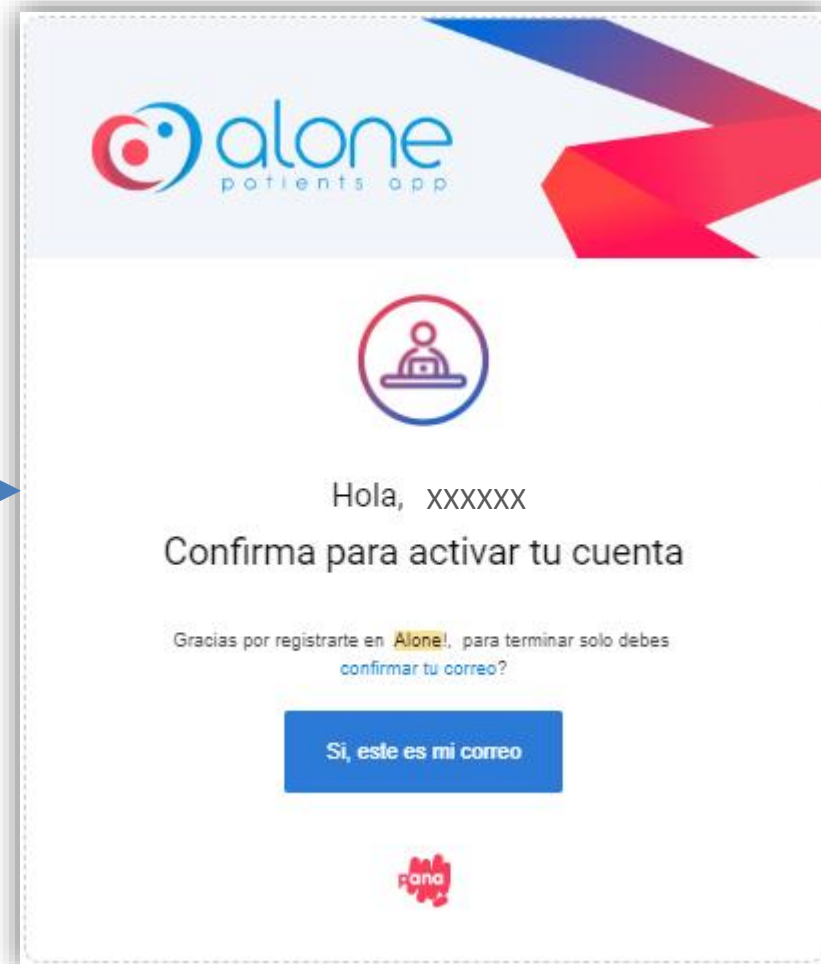 alone
patients app
Hola, xxxxxx
Confirma para activar tu cuenta
Gracias por registrarte en Alone!, para terminar solo debes
confirmar tu correo?
Si, este es mi correo
pana